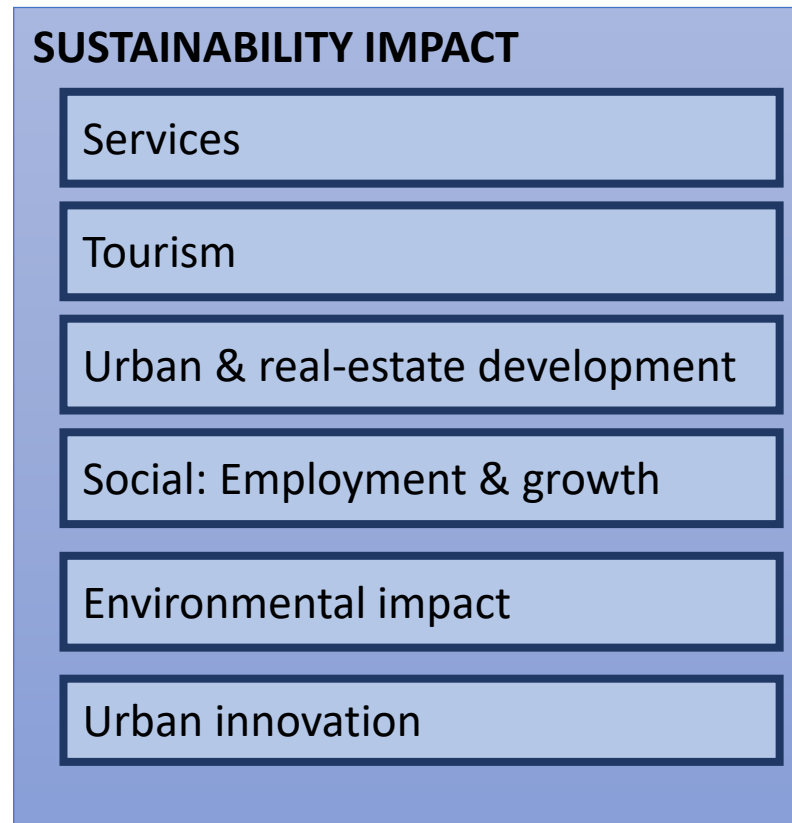 SUSTAINABILITY IMPACT
Services
Tourism
Urban & real-estate development
Social: Employment & growth
Environmental impact
Urban innovation